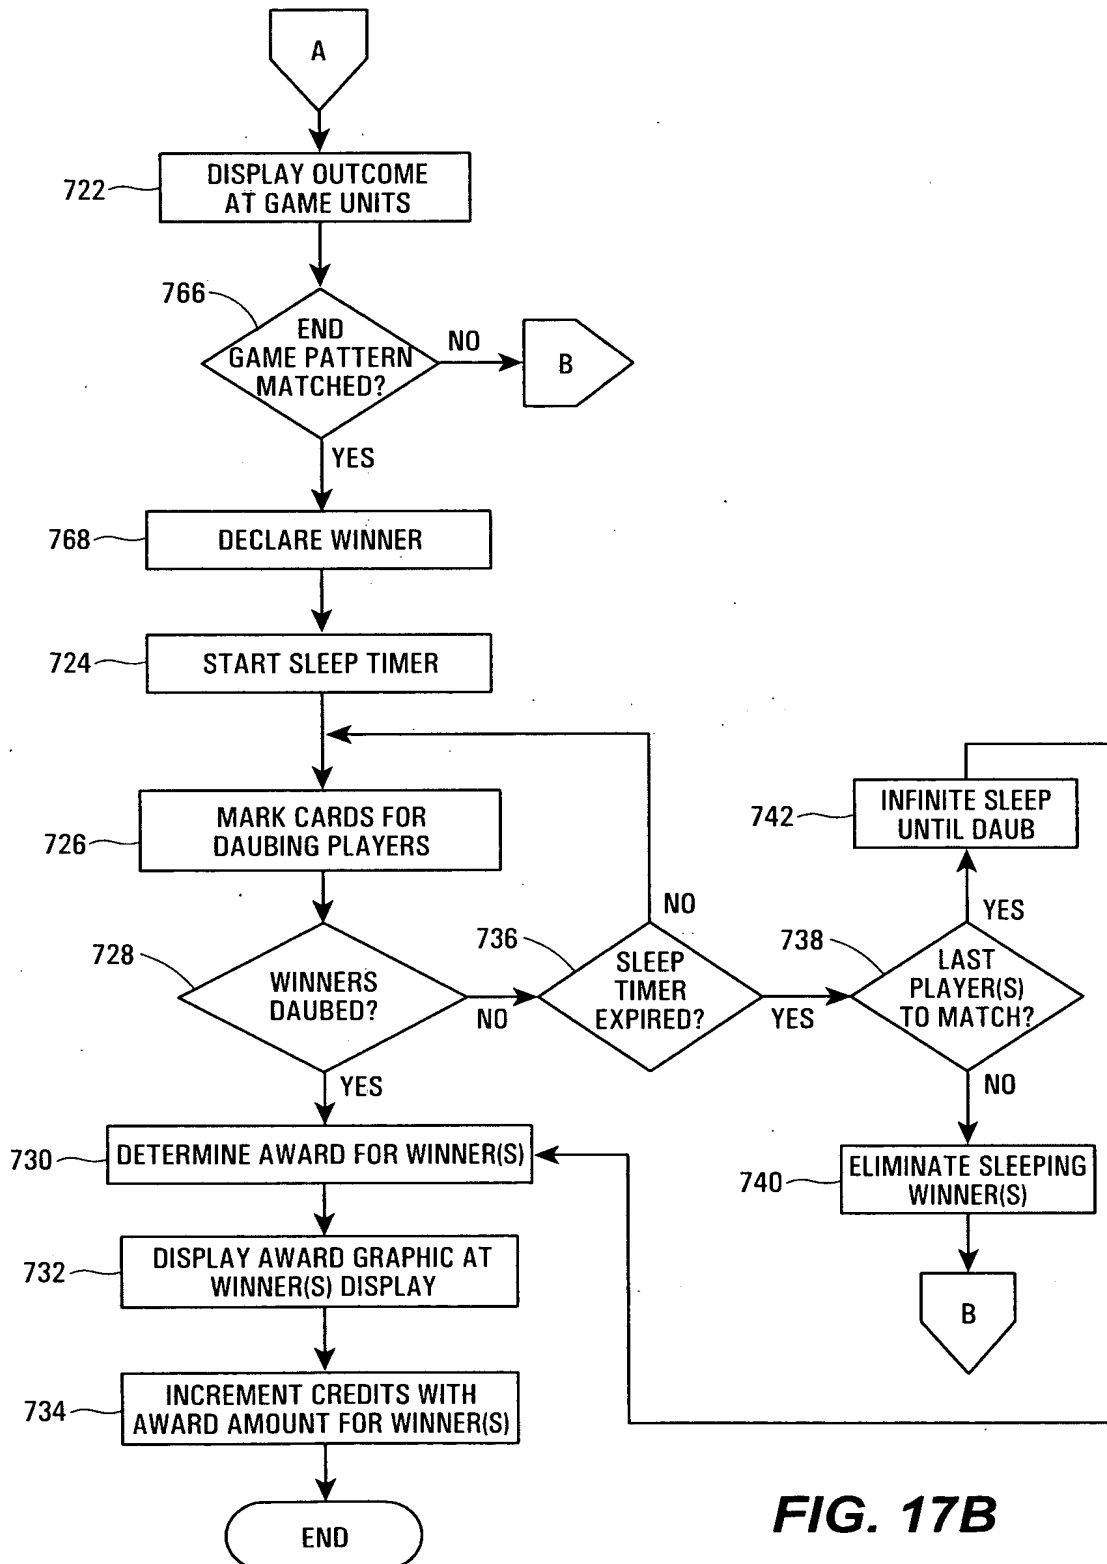 A
722
DISPLAY OUTCOME
AT GAME UNITS
766
END
GAME PATTERN
MATCHED?
NO
B
YES
768
DECLARE WINNER
724
START SLEEP TIMER
726
MARK CARDS FOR
DAUBING PLAYERS
742
INFINITE SLEEP
UNTIL DAUB
NO
YES
728
WINNERS
DAUBED?
NO
736
SLEEP
TIMER
EXPIRED?
YES
738
LAST
PLAYER(S)
TO MATCH?
YES
NO
730
DETERMINE AWARD FOR WINNER(S)
740
ELIMINATE SLEEPING
WINNER(S)
732
DISPLAY AWARD GRAPHIC AT
WINNER(S) DISPLAY
B
734
INCREMENT CREDITS WITH
AWARD AMOUNT FOR WINNER(S)
END
FIG. 17B